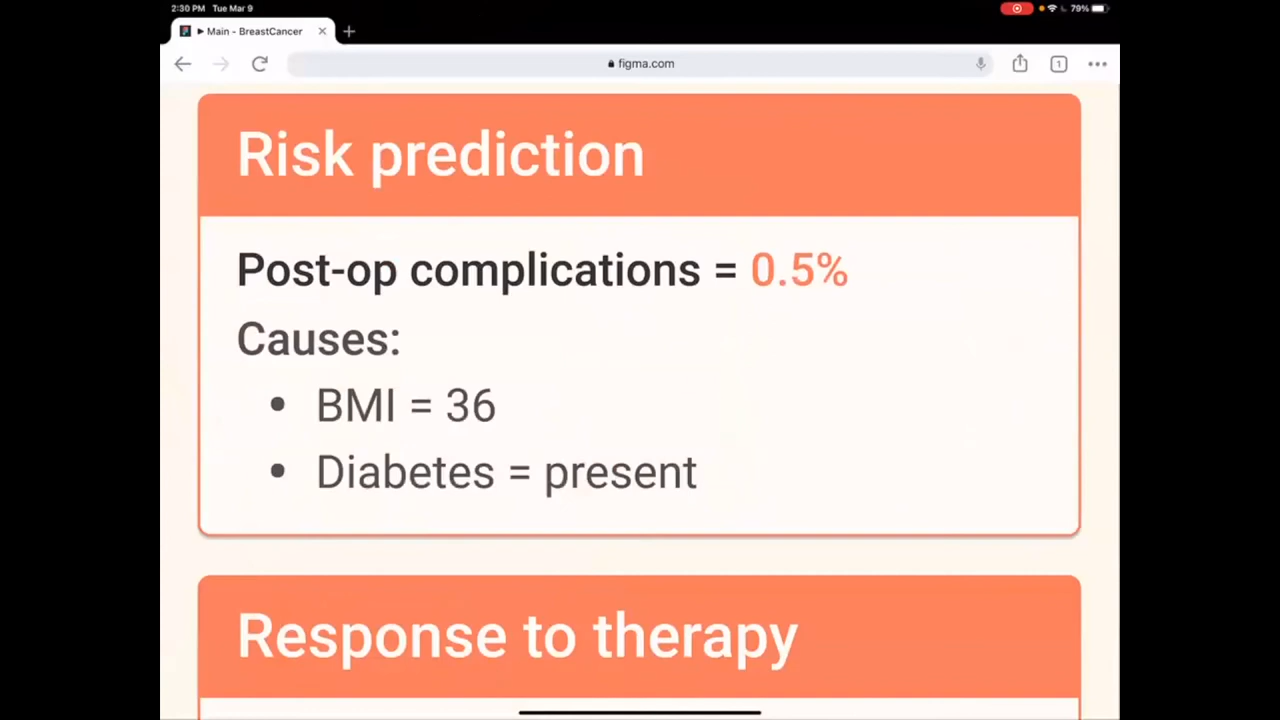 2:30 PM Tue Mar 9
79%
Main - BreastCancer
figma.com
1
Risk prediction
Post-op complications = 0.5%
Causes:
• BMI = 36
• Diabetes = present
Response to therapy